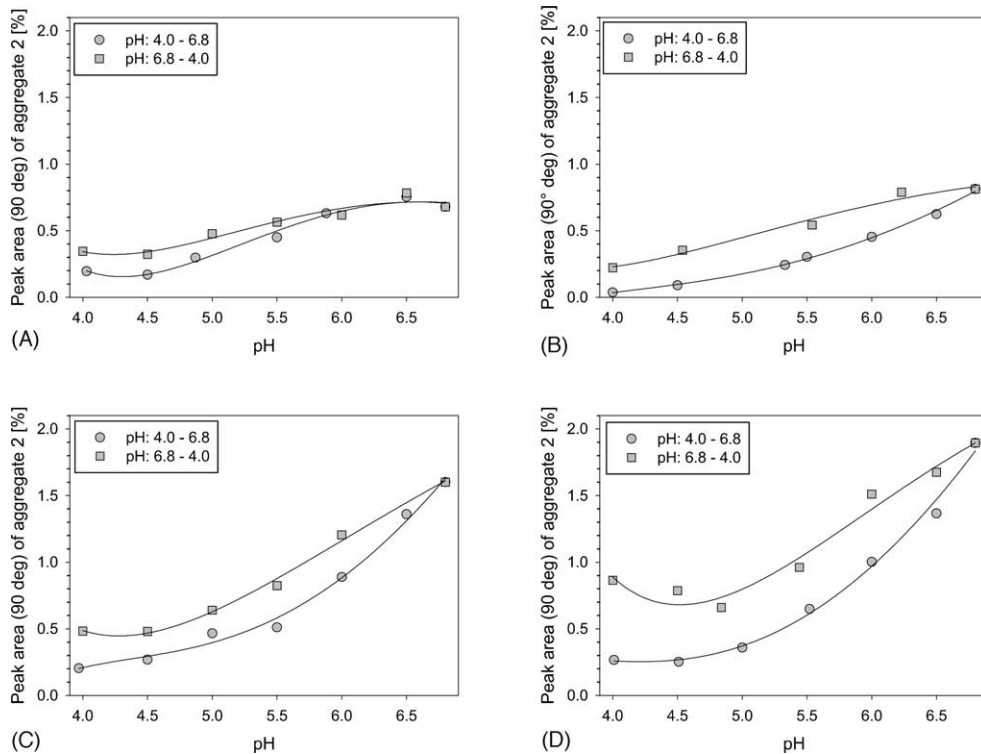 Peak area (90 deg) of aggregate 2 [%]
2.0
1.5
1.0
0.5
0.0
pH: 4.0 - 6.8
pH: 6.8 - 4.0
4.0 4.5 5.0 5.5 6.0 6.5
pH
(A)
Peak area (90° deg) of aggregate 2 [%]
2.0
1.5
1.0
0.5
0.0
pH: 4.0 - 6.8
pH: 6.8 - 4.0
4.0 4.5 5.0 5.5 6.0 6.5
pH
(B)
Peak area (90 deg) of aggregate 2 [%]
2.0
1.5
1.0
0.5
0.0
pH: 4.0 - 6.8
pH: 6.8 - 4.0
4.0 4.5 5.0 5.5 6.0 6.5
pH
(C)
Peak area (90 deg) of aggregate 2 [%]
2.0
1.5
1.0
0.5
0.0
pH: 4.0 - 6.8
pH: 6.8 - 4.0
4.0 4.5 5.0 5.5 6.0 6.5
pH
(D)